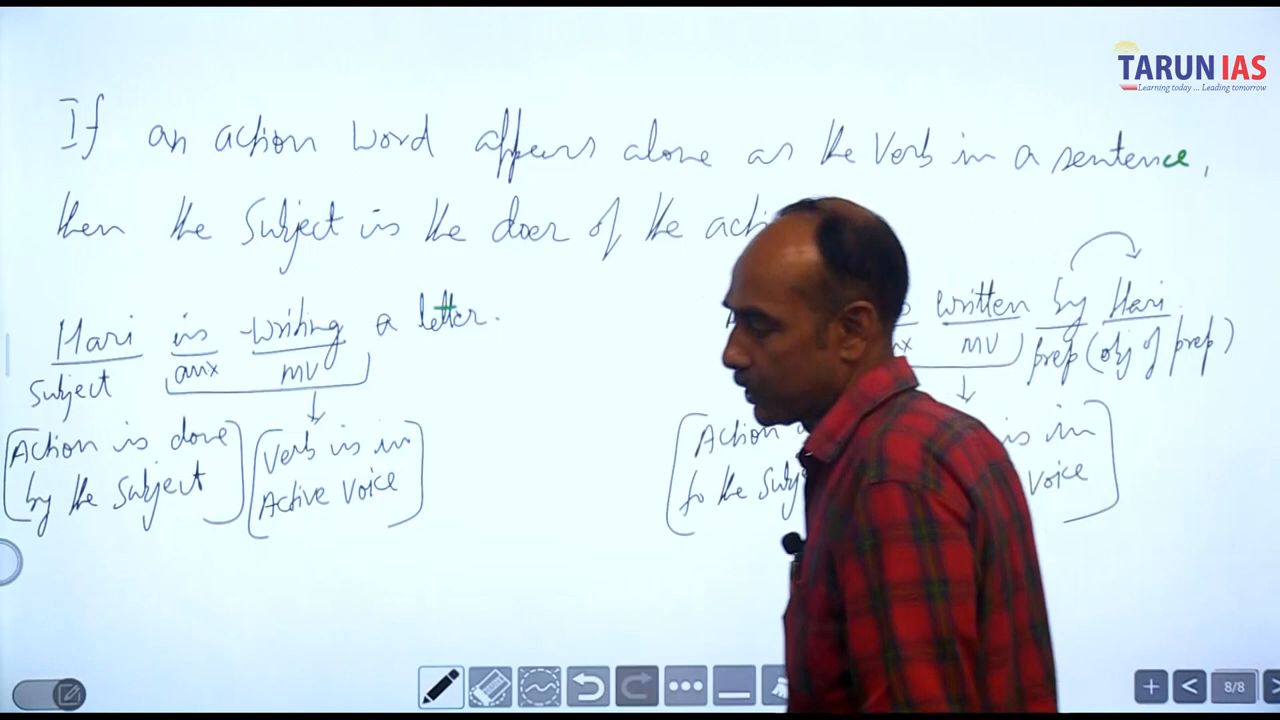 TARUN IAS
Learning today ... Leading tomorrow
If an action word appears alone as the verb in a sentence,
then the subject is the doer of the
Hari is writing a letter.
subject aux MV
Action is done by the subject
Verb is in Active Voice
written by Hari
MV prep (obj of prep)
Action
to the
is in
voice
8/8